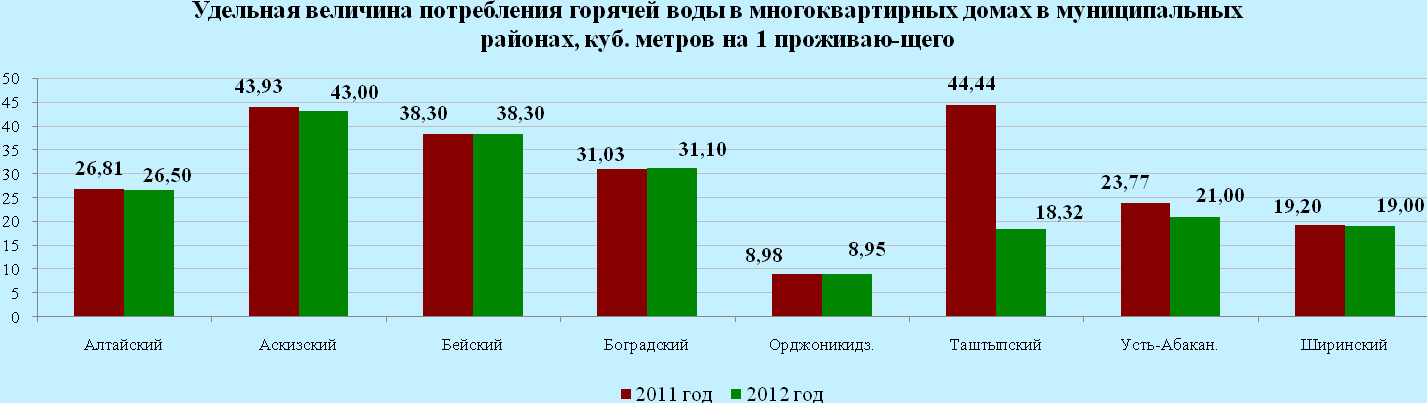 Удельная величина потребления горячей воды в многоквартирных домах в муниципальных
районах, куб. метров на 1 проживаю-щего
50
45
40
35
30
25
20
15
10
5
0
26,81
26,50
43,93
43,00
38,30
38,30
31,03
31,10
8,98
8,95
44,44
18,32
23,77
21,00
19,20
19,00
Алтайский
Аскизский
Бейский
Боградский
Орджоникидз.
Таштыпский
Усть-Абакан.
Ширинский
2011 год
2012 год